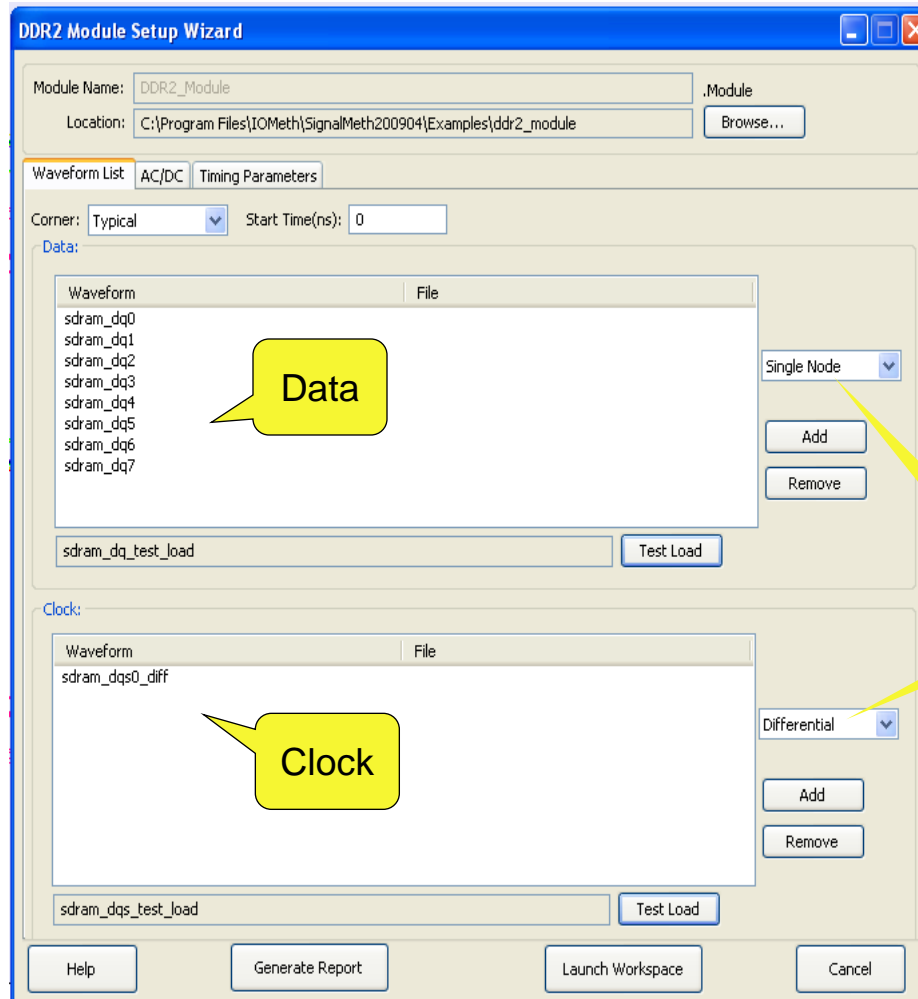 DDR2 Module Setup Wizard
Module Name: DDR2_Module .Module
Location: C:\Program Files\IOMeth\SignalMeth200904\Examples\ddr2_module Browse...
Waveform List AC/DC Timing Parameters
Corner: Typical Start Time(ns): 0
Data:
Waveform File
sdram_dq0
sdram_dq1
sdram_dq2
sdram_dq3
sdram_dq4
sdram_dq5
sdram_dq6
sdram_dq7
Data
Single Node
Add
Remove
sdram_dq_test_load Test Load
Clock:
Waveform File
sdram_dqs0_diff
Clock
Differential
Add
Remove
sdram_dqs_test_load Test Load
Help Generate Report Launch Workspace Cancel